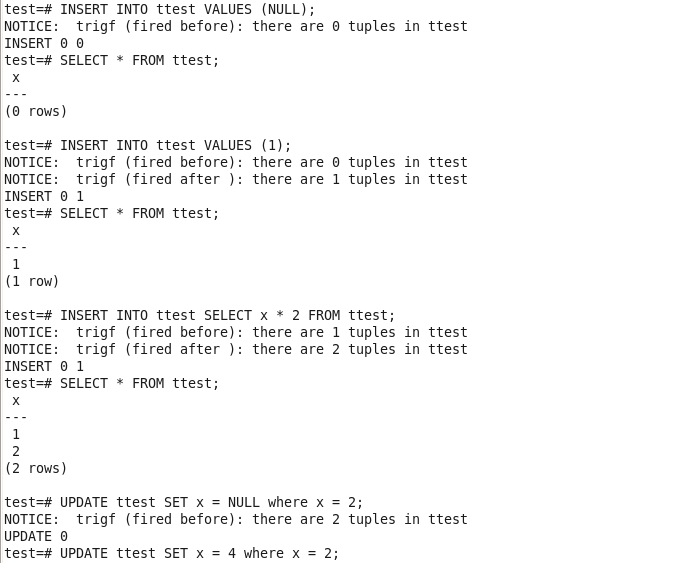 test=# INSERT INTO ttest VALUES (NULL);
NOTICE:  trigf (fired before): there are 0 tuples in ttest
INSERT 0 0
test=# SELECT * FROM ttest;
 x
---
(0 rows)

test=# INSERT INTO ttest VALUES (1);
NOTICE:  trigf (fired before): there are 0 tuples in ttest
NOTICE:  trigf (fired after ): there are 1 tuples in ttest
INSERT 0 1
test=# SELECT * FROM ttest;
 x
---
 1
(1 row)

test=# INSERT INTO ttest SELECT x * 2 FROM ttest;
NOTICE:  trigf (fired before): there are 1 tuples in ttest
NOTICE:  trigf (fired after ): there are 2 tuples in ttest
INSERT 0 1
test=# SELECT * FROM ttest;
 x
---
 1
 2
(2 rows)

test=# UPDATE ttest SET x = NULL where x = 2;
NOTICE:  trigf (fired before): there are 2 tuples in ttest
UPDATE 0
test=# UPDATE ttest SET x = 4 where x = 2;